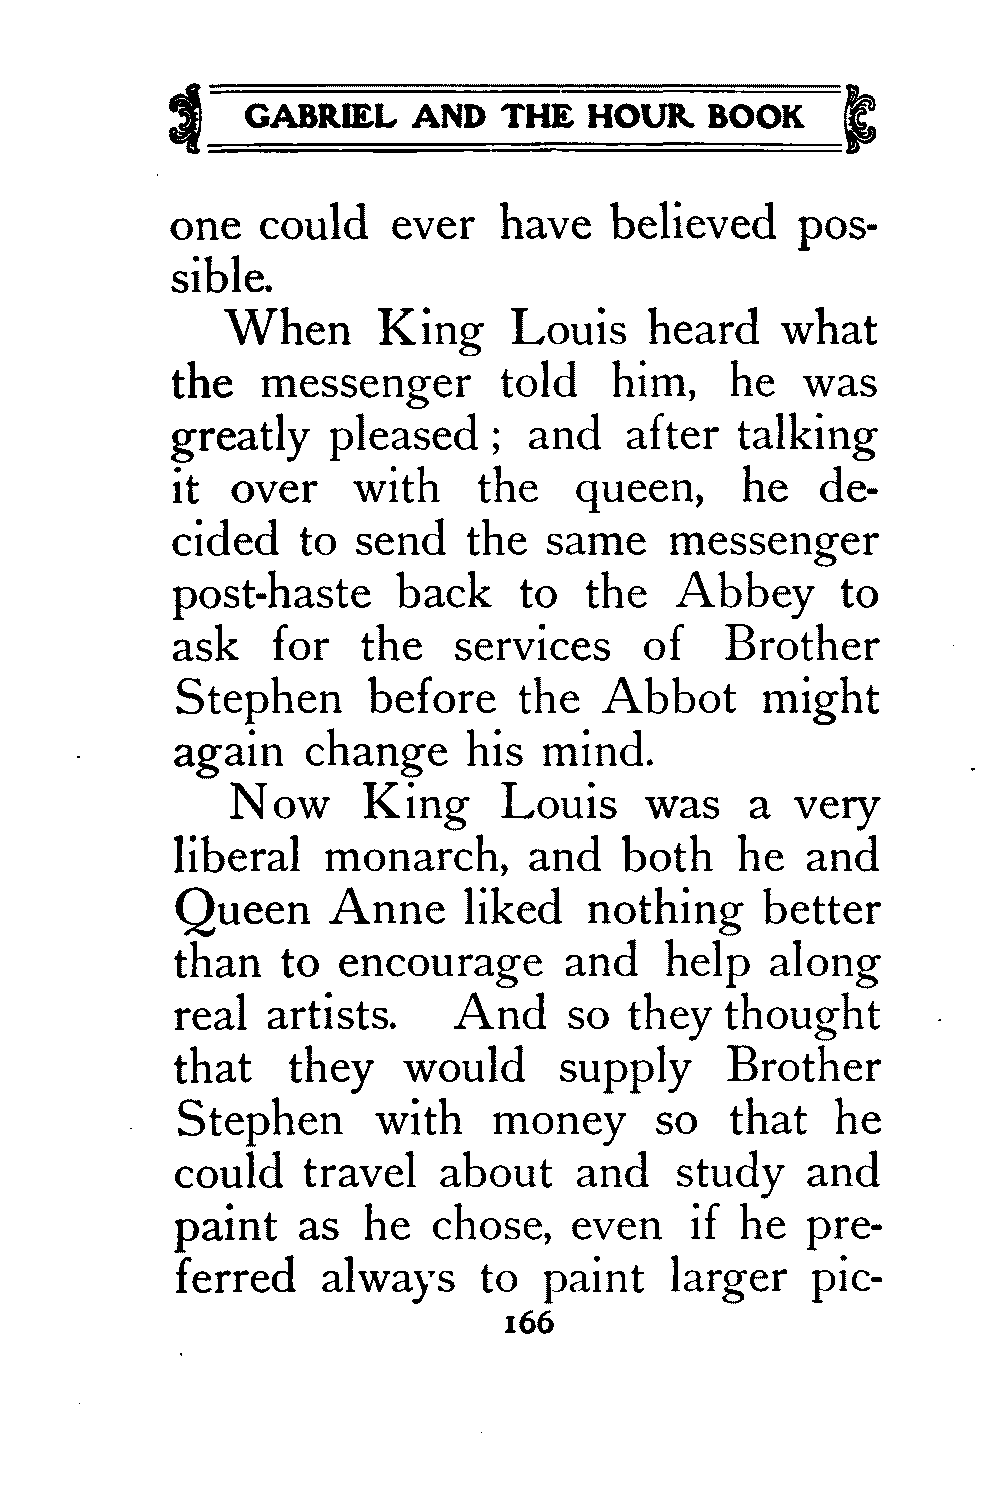 GABRIEL AND THE HOUR BOOK
one could ever have believed pos-
sible.
When King Louis heard what
the messenger told him, he was
greatly pleased; and after talking
it over with the queen, he de-
cided to send the same messenger
post-haste back to the Abbey to
ask for the services of Brother
Stephen before the Abbot might
again change his mind.
Now King Louis was a very
liberal monarch, and both he and
Queen Anne liked nothing better
than to encourage and help along
real artists. And so they thought
that they would supply Brother
Stephen with money so that he
could travel about and study and
paint as he chose, even if he pre-
ferred always to paint larger pic-
166